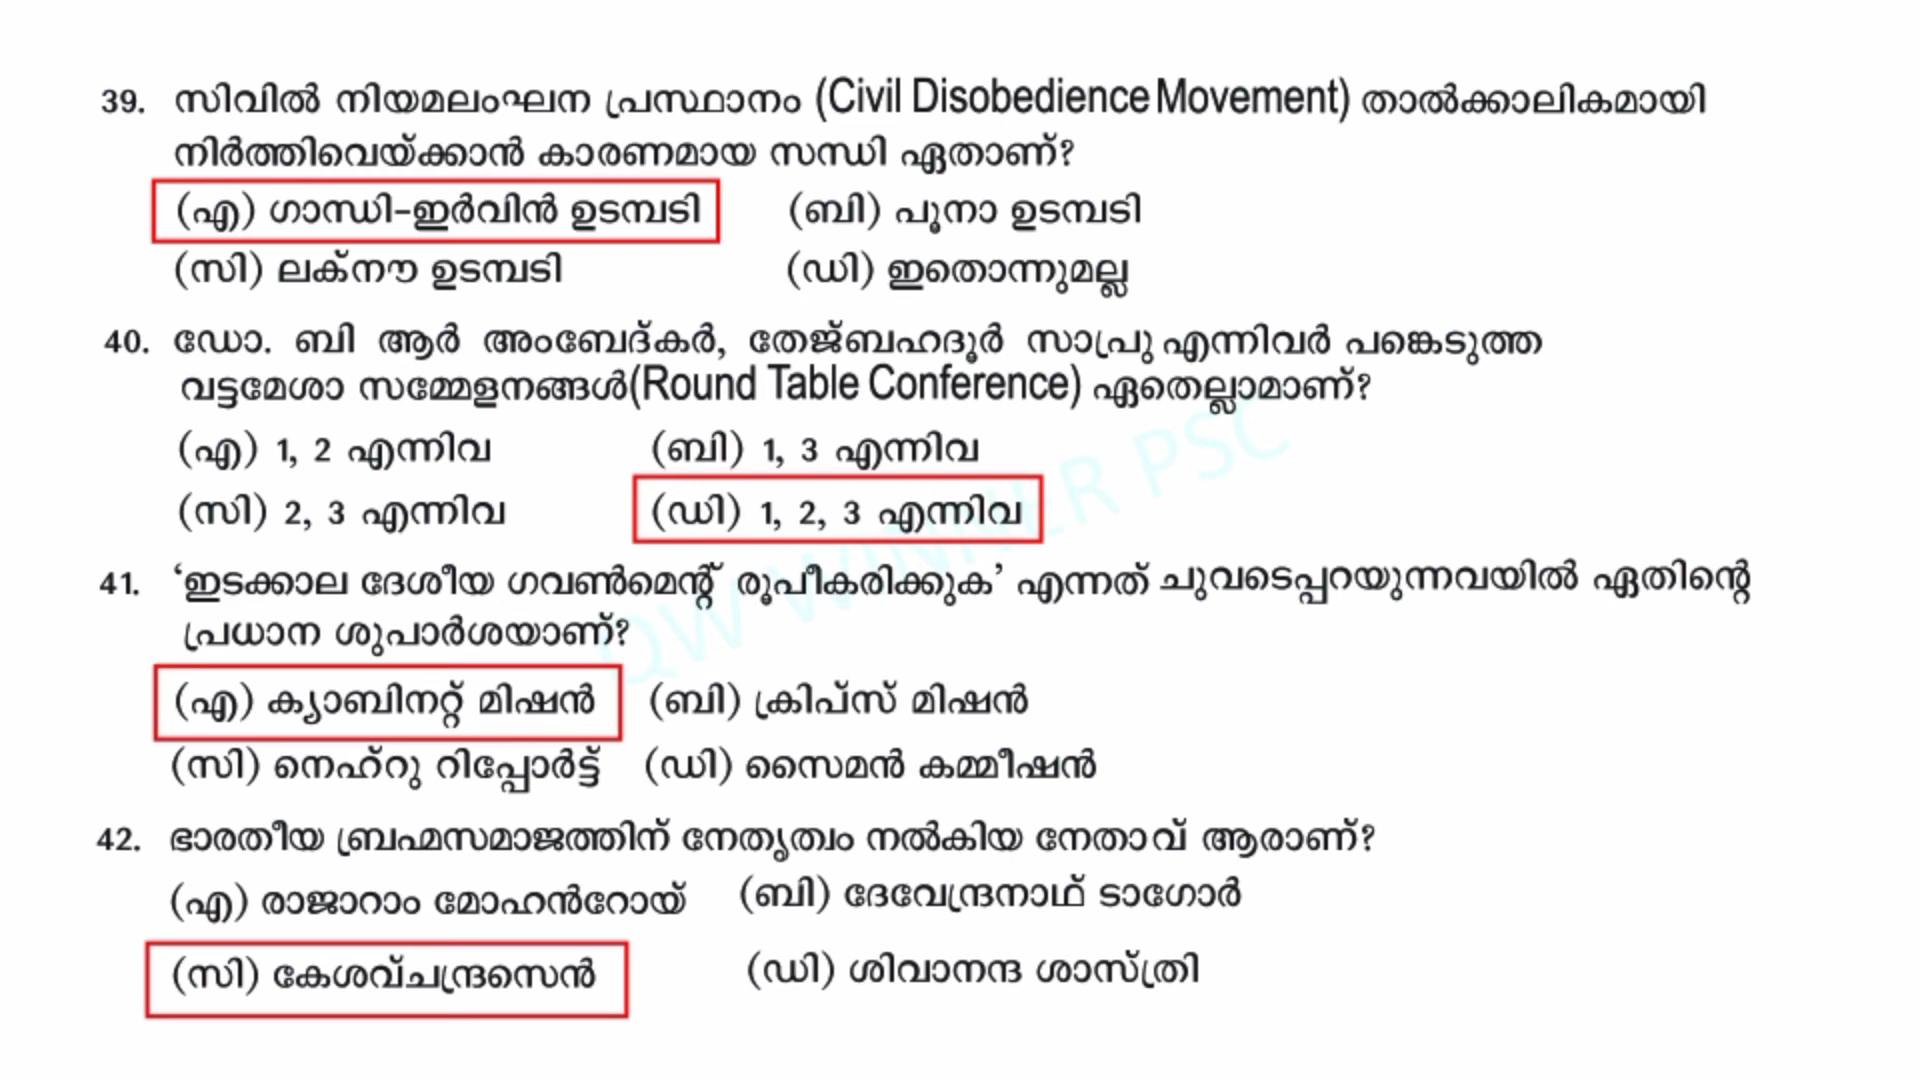 39. സിവിൽ നിയമലംഘന പ്രസ്ഥാനം (Civil Disobedience Movement) താൽക്കാലികമായി
നിർത്തിവെയ്ക്കാൻ കാരണമായ സന്ധി ഏതാണ്?
(എ) ഗാന്ധി-ഇർവിൻ ഉടമ്പടി (ബി) പൂനാ ഉടമ്പടി
(സി) ലക്നൗ ഉടമ്പടി (ഡി) ഇതൊന്നുമല്ല
40. ഡോ. ബി ആർ അംബേദ്കർ, തേജ്ബഹദൂർ സാപ്രു എന്നിവർ പങ്കെടുത്ത
വട്ടമേശാ സമ്മേളനങ്ങൾ(Round Table Conference) ഏതെല്ലാമാണ്?
(എ) 1, 2 എന്നിവ (ബി) 1, 3 എന്നിവ
(സി) 2, 3 എന്നിവ (ഡി) 1, 2, 3 എന്നിവ
41. ‘ഇടക്കാല ദേശീയ ഗവൺമെന്റ് രൂപീകരിക്കുക’ എന്നത് ചുവടെപ്പറയുന്നവയിൽ ഏതിന്റെ
പ്രധാന ശുപാർശയാണ്?
(എ) ക്യാബിനറ്റ് മിഷൻ (ബി) ക്രിപ്സ് മിഷൻ
(സി) നെഹ്റു റിപ്പോർട്ട് (ഡി) സൈമൻ കമ്മീഷൻ
42. ഭാരതീയ ബ്രഹ്മസമാജത്തിന് നേതൃത്വം നൽകിയ നേതാവ് ആരാണ്?
(എ) രാജാറാം മോഹൻറോയ് (ബി) ദേവേന്ദ്രനാഥ് ടാഗോർ
(സി) കേശവ്ചന്ദ്രസെൻ (ഡി) ശിവാനന്ദ ശാസ്ത്രി
QW WINNER PSC